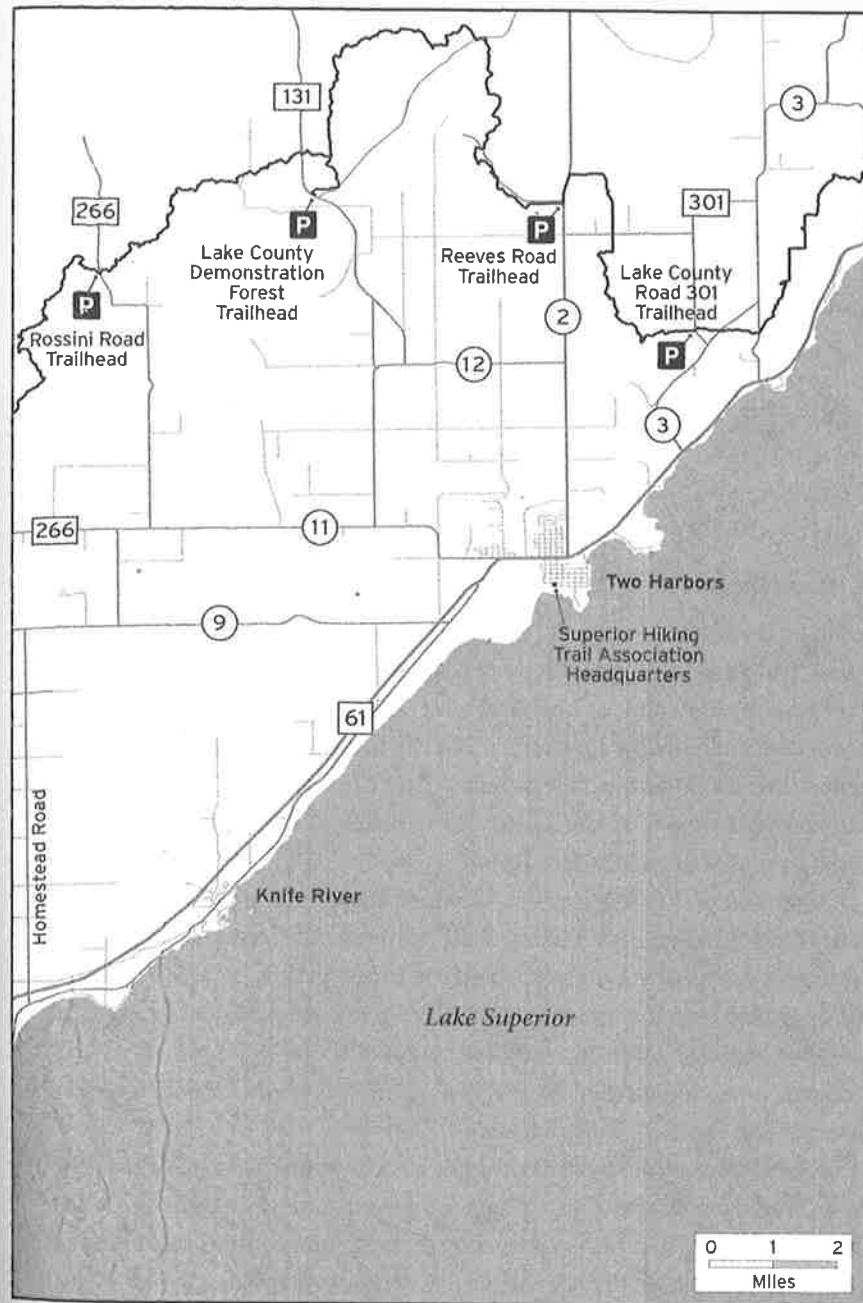 131
3
266
301
P
P
P
Lake County
Demonstration
Forest
Trailhead
Reeves Road
Trailhead
Lake County
Road 301
Trailhead
P
Rossini Road
Trailhead
2
P
12
3
266
11
Two Harbors
9
Superior Hiking
Trail Association
Headquarters
61
Homestead Road
Knife River
Lake Superior
0 1 2
Miles